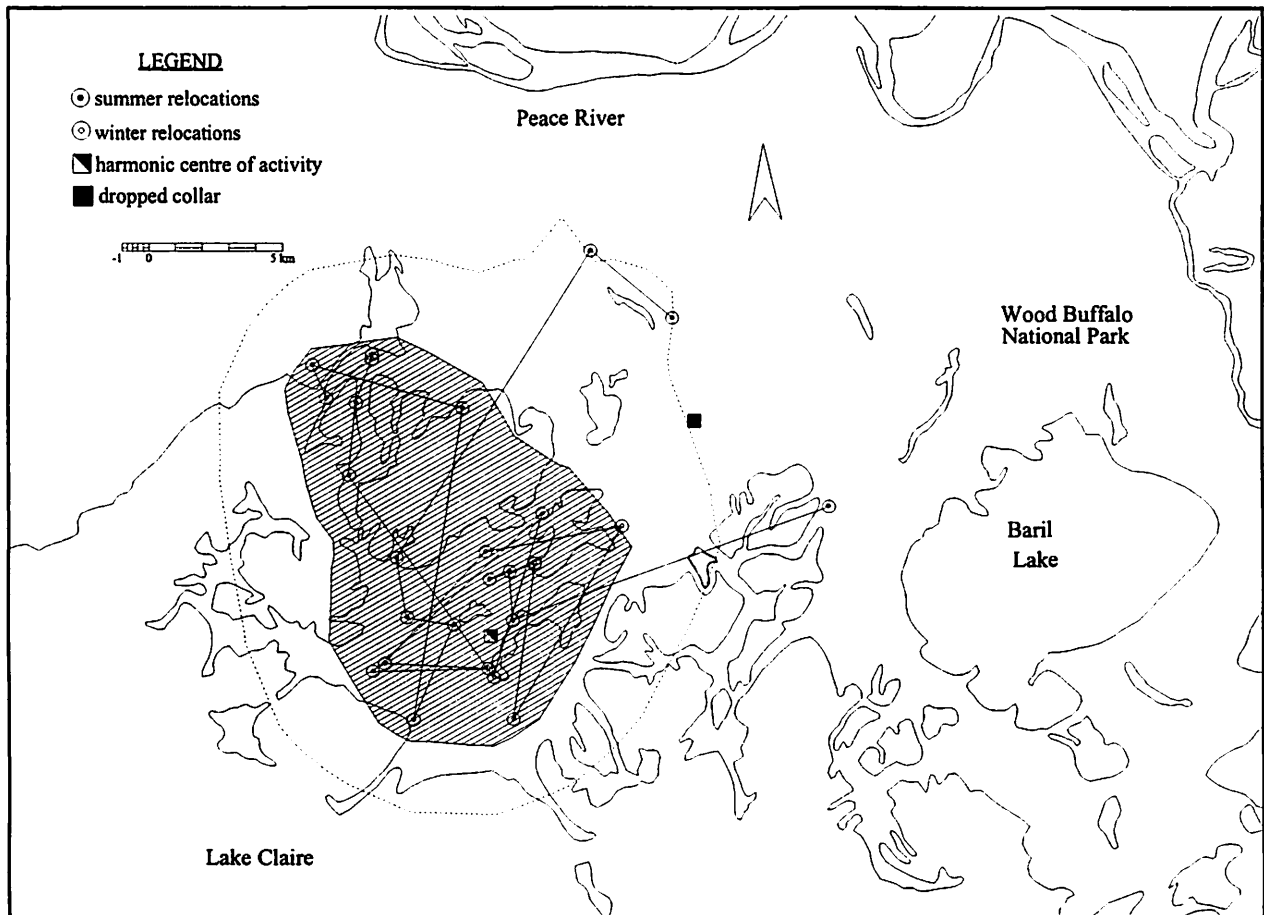 LEGEND
summer relocations
winter relocations
harmonic centre of activity
dropped collar
-1 0 5 km
Peace River
Wood Buffalo
National Park
Baril
Lake
Lake Claire